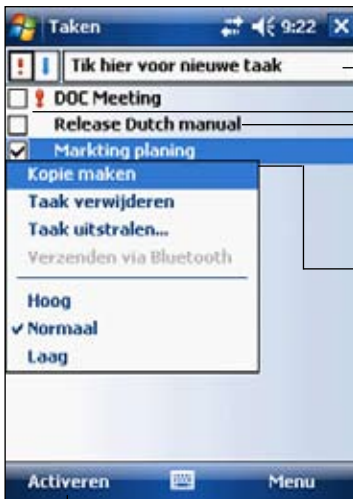 Taken 9:22
Tik hier voor nieuwe taak
DOC Meeting
Release Dutch manual
Markting planing
Kopie maken
Taak verwijderen
Taak uitstralen...
Verzenden via Bluetooth
Hoog
Normaal
Laag
Activeren Menu